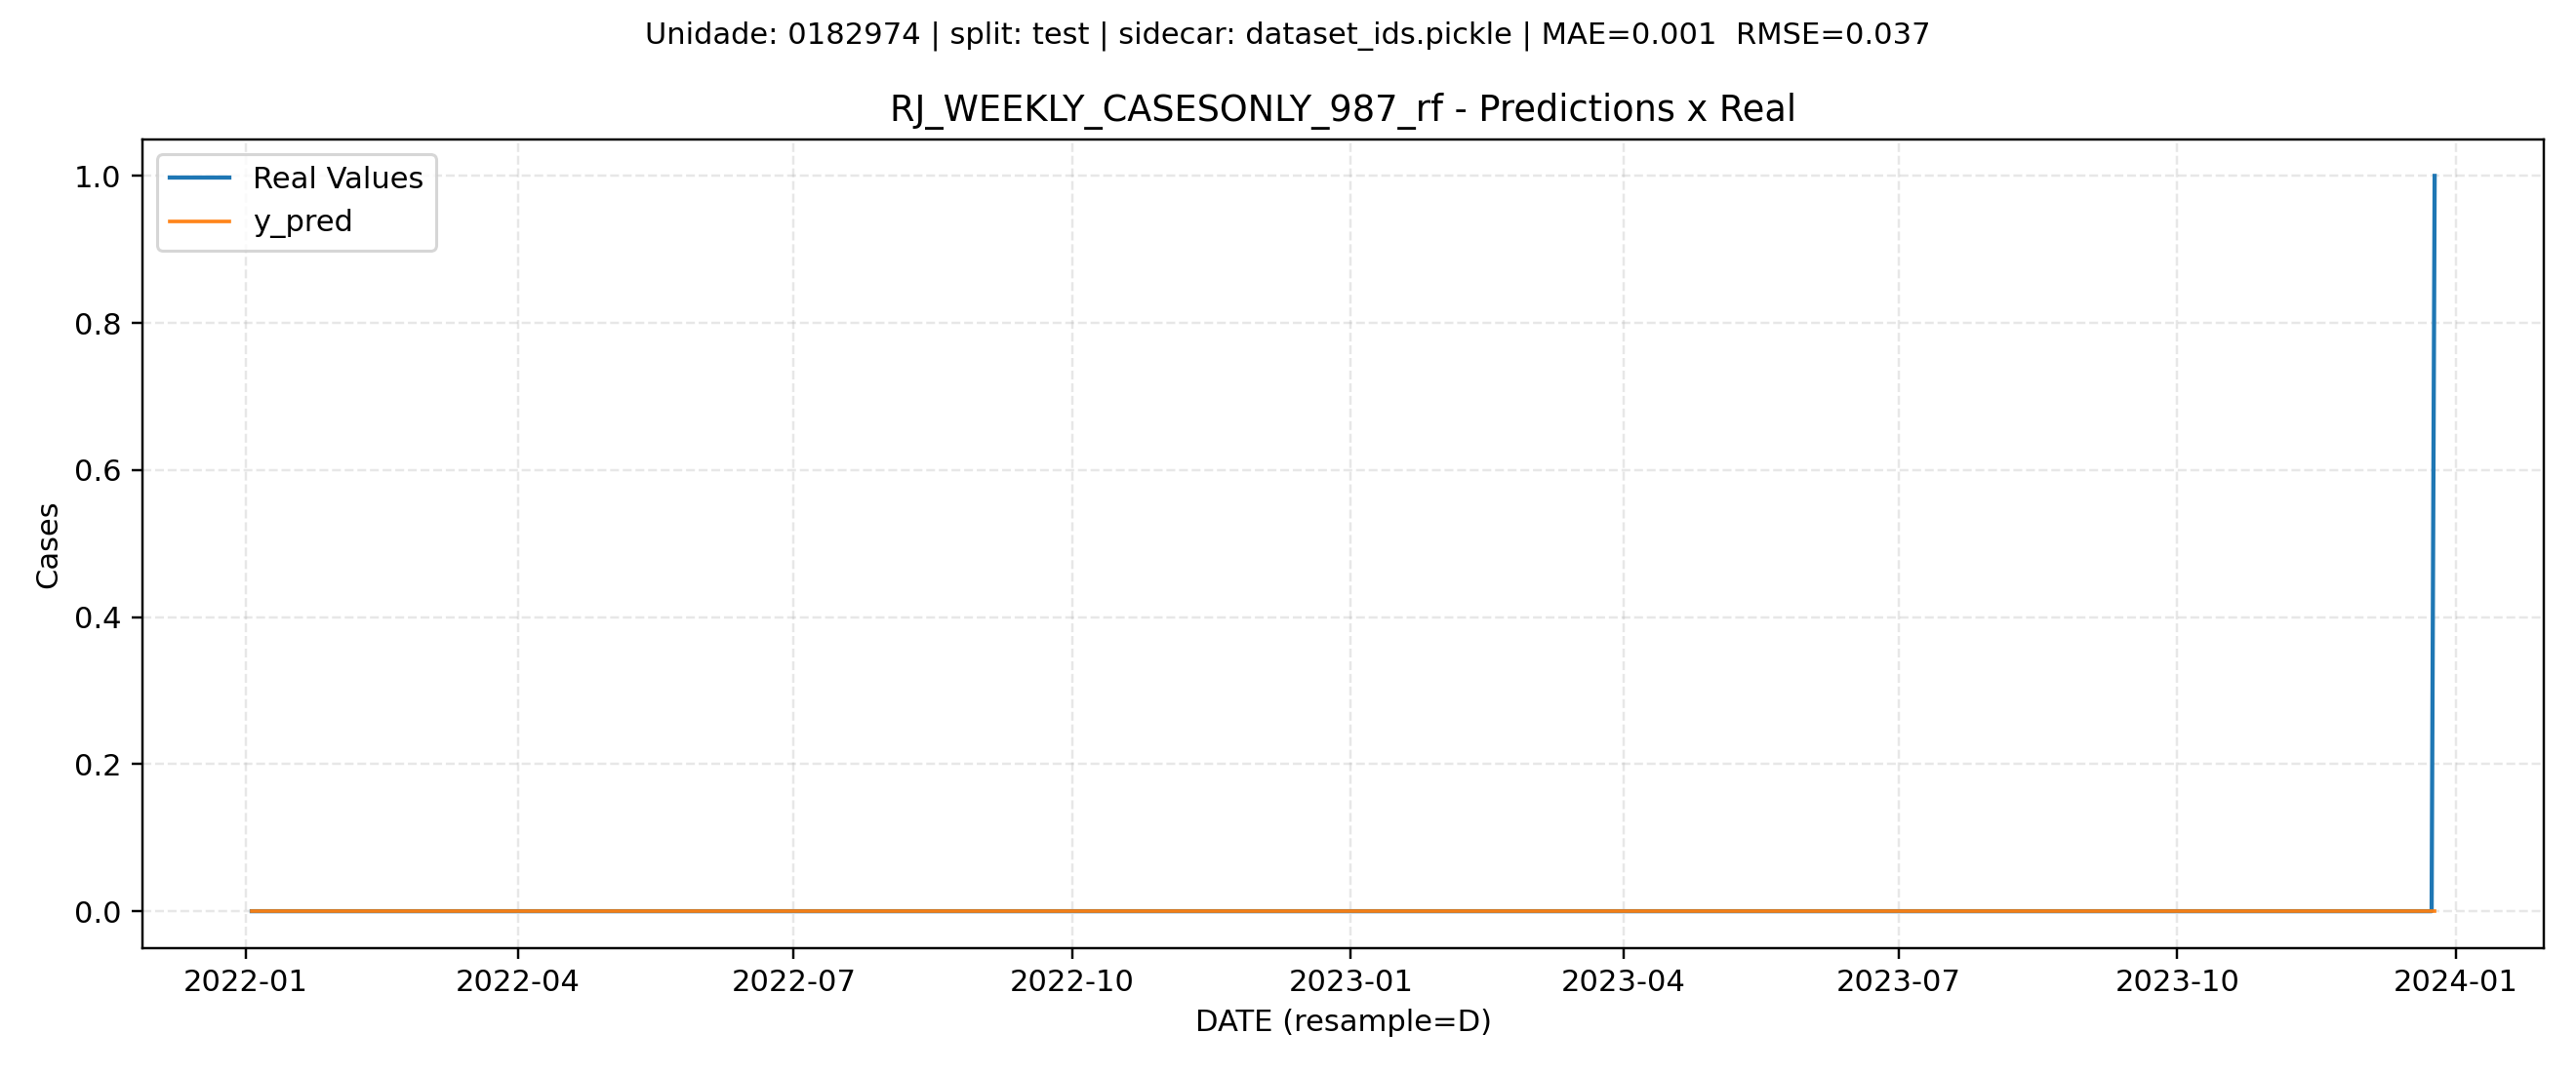 Unidade: 0182974 | split: test | sidecar: dataset_ids.pickle | MAE=0.001  RMSE=0.037
RJ_WEEKLY_CASESONLY_987_rf - Predictions x Real
Real Values
y_pred
1.0
0.8
0.6
0.4
0.2
0.0
Cases
2022-01 2022-04 2022-07 2022-10 2023-01 2023-04 2023-07 2023-10 2024-01
DATE (resample=D)